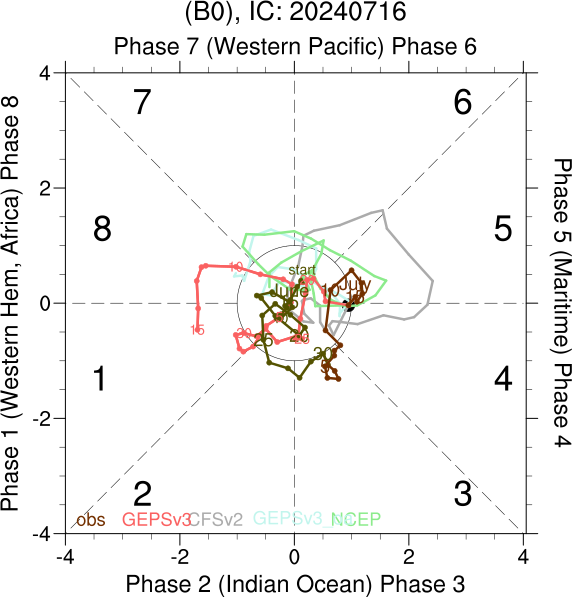 (B0), IC: 20240716
Phase 7 (Western Pacific) Phase 6
4
7
6
Phase 1 (Western Hem, Africa) Phase 8
Phase 5 (Maritime) Phase 4
2
8
5
10
start
June
July
10
0
15
20
25
30
1
4
-2
2
3
obs
GEPSv3
CFSv2
GEPSv3_
NCEP
-4
-4
-2
0
2
4
Phase 2 (Indian Ocean) Phase 3